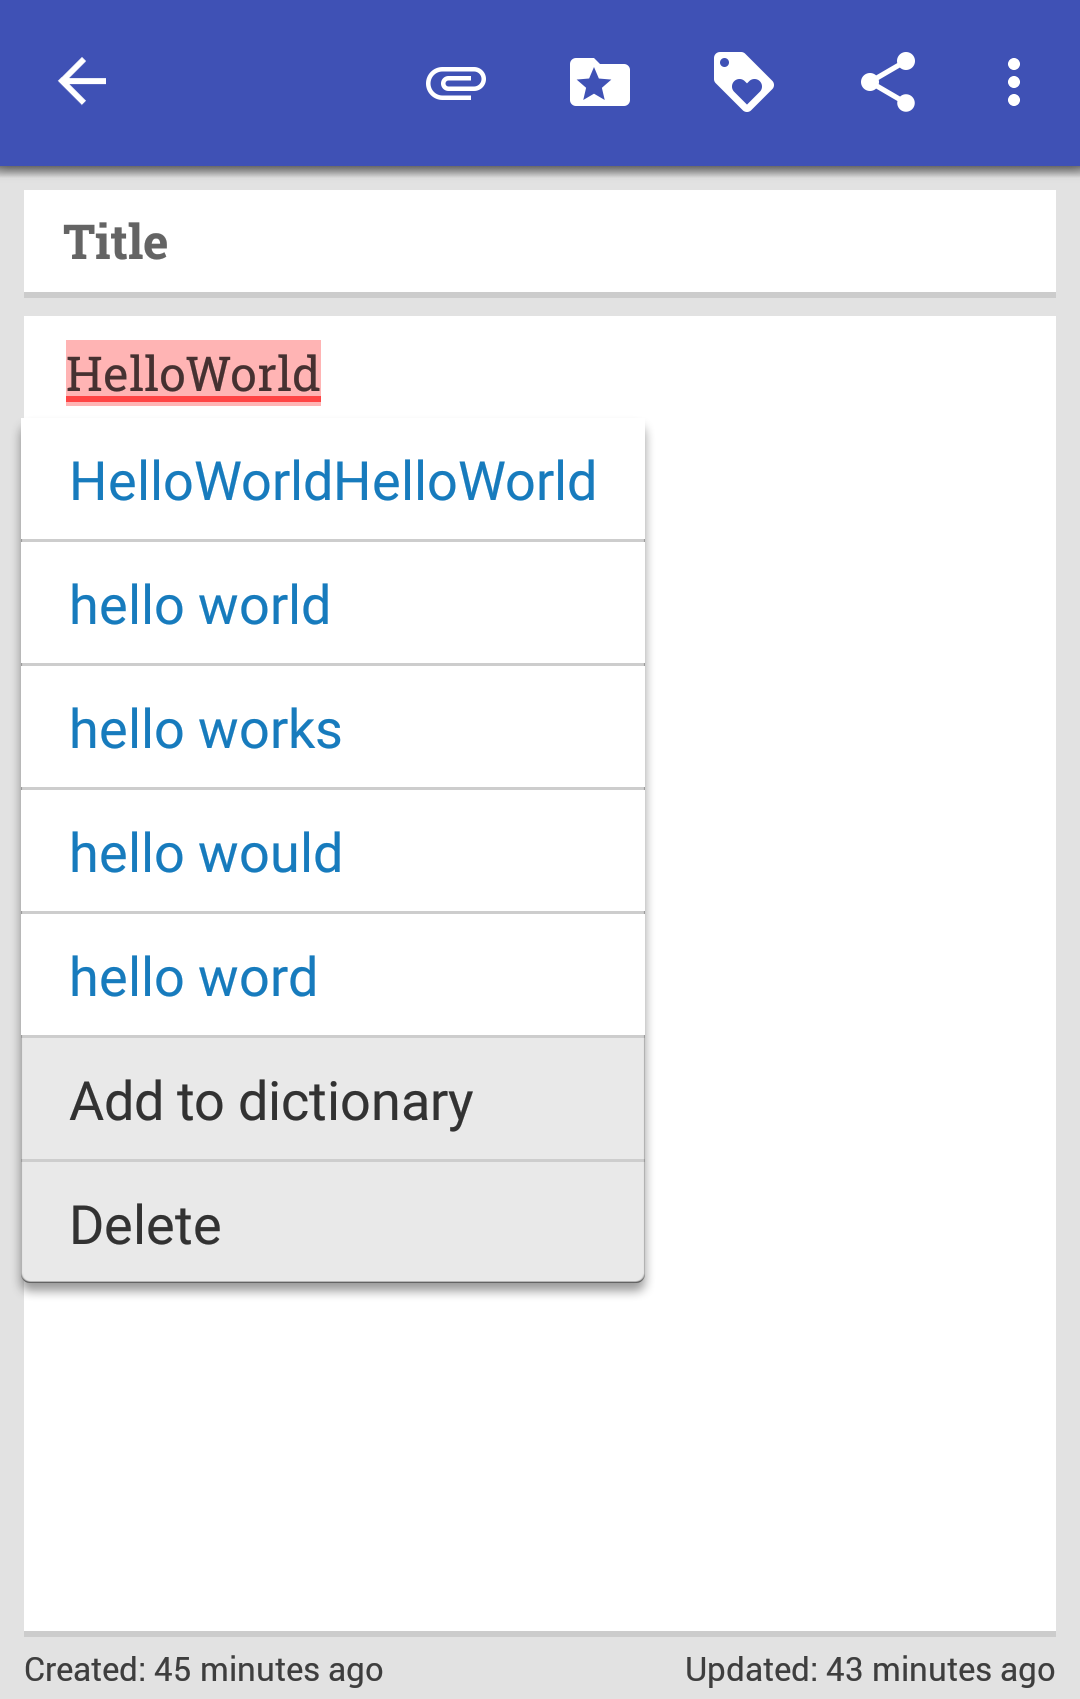 Title
HelloWorld
HelloWorldHelloWorld
hello world
hello works
hello would
hello word
Add to dictionary
Delete
Created: 45 minutes ago
Updated: 43 minutes ago